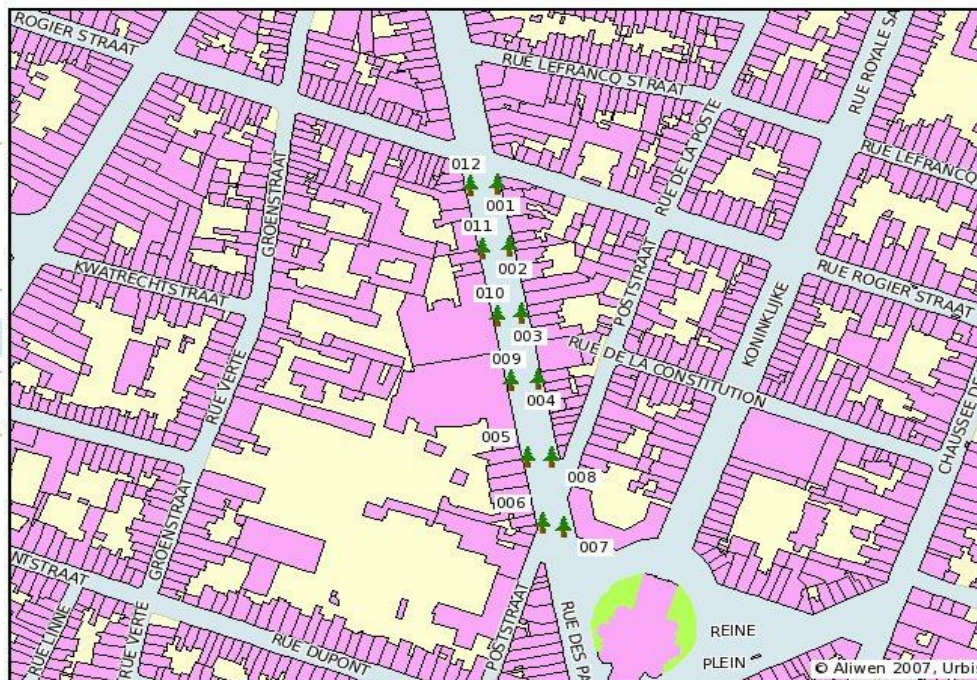 ROGIER STRAAT
RUE LEFRANCQ STRAAT
RUE ROYALE SA
RUE DE LA POSTE
RUE LEFRANCQ
GROENSTRAAT
012
001
011
002
KWATRECHTSTRAAT
010
POSTSTRAAT
KONINKLIJKE
RUE ROGIER STRAAT
003
RUE DE LA CONSTITUTION
009
004
RUE VERTE
CHAUSSEE D
005
008
006
GROENSTRAAT
007
NTSTRAAT
RUE LINNE
RUE VERTE
RUE DUPONT
POSTSTRAAT
RUE DES PA
REINE
PLEIN
© Aliwen 2007, Urbis